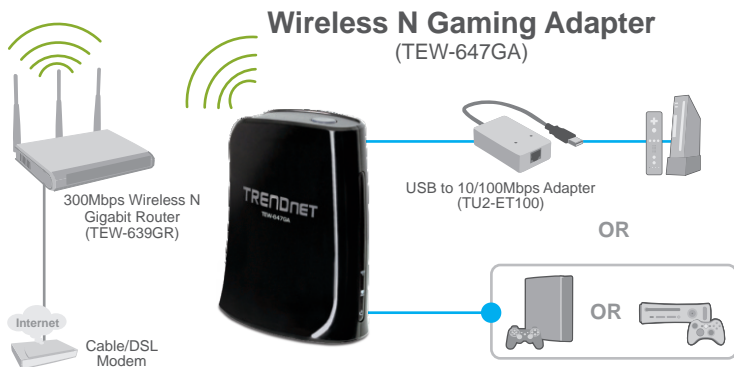 Wireless N Gaming Adapter
(TEW-647GA)
300Mbps Wireless N
Gigabit Router
(TEW-639GR)
Internet
Cable/DSL
Modem
TRENDNET
TEW-647GA
USB to 10/100Mbps Adapter
(TU2-ET100)
OR
OR